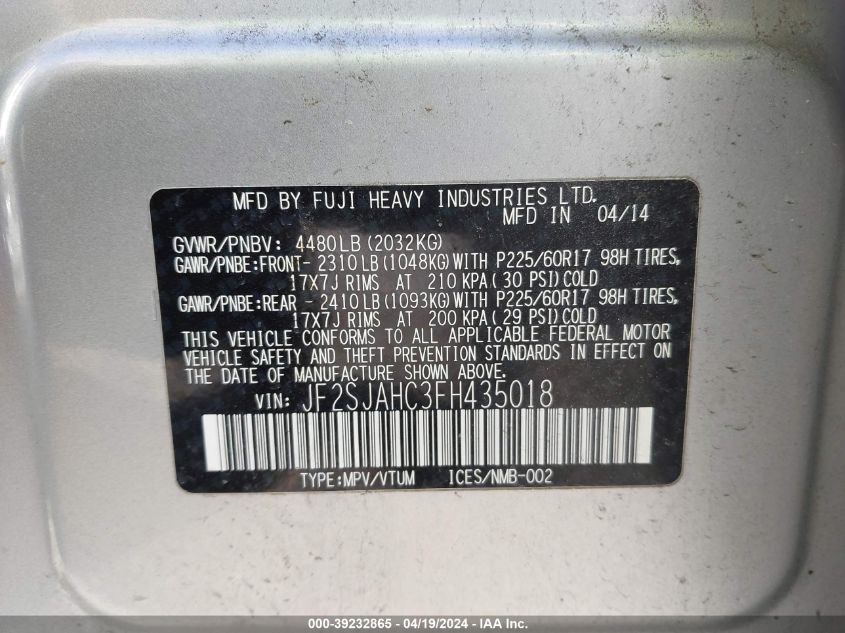 MFD BY FUJI HEAVY INDUSTRIES LTD.
MFD IN 04/14
GVWR/PNBV: 4480LB(2032KG)
GAWR/PNBE:FRONT- 2310LB(1048KG)WITH P225/60R17 98H TIRES,
17X7J RIMS AT 210 KPA( 30 PSI)COLD
GAWR/PNBE:REAR - 2410LB(1093KG)WITH P225/60R17 98H TIRES,
17X7J RIMS AT 200 KPA( 29 PSI)COLD
THIS VEHICLE CONFORMS TO ALL APPLICABLE FEDERAL MOTOR
VEHICLE SAFETY AND THEFT PREVENTION STANDARDS IN EFFECT ON
THE DATE OF MANUFACTURE SHOWN ABOVE.
VIN: JF2SJAHC3FH435018
TYPE:MPV/VTUM ICES/NMB-002
000-39232865 - 04/19/2024 - IAA Inc.